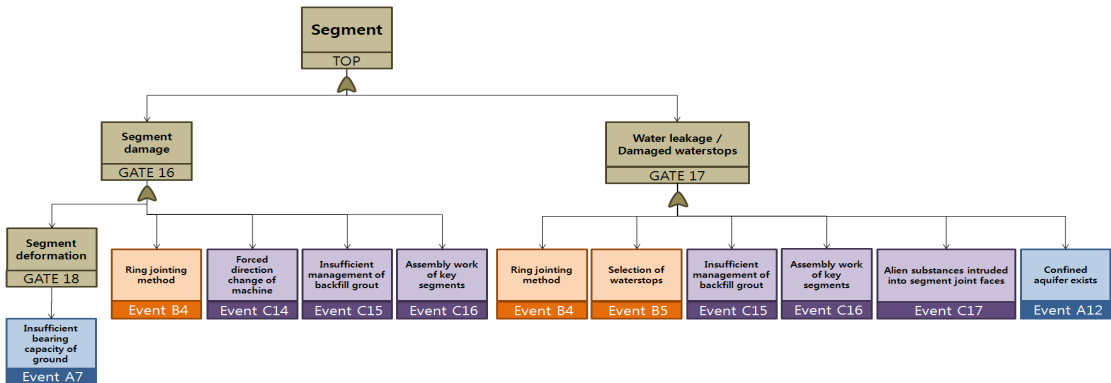 Segment
TOP
Segment
damage
GATE 16
Water leakage /
Damaged waterstops
GATE 17
Segment
deformation
GATE 18
Ring jointing
method
Event B4
Forced
direction
change of
machine
Event C14
Insufficient
management of
backfill grout
Event C15
Assembly work
of key
segments
Event C16
Ring jointing
method
Event B4
Selection of
waterstops
Event B5
Insufficient
management of
backfill grout
Event C15
Assembly work
of key
segments
Event C16
Alien substances intruded
into segment joint faces
Event C17
Confined
aquifer exists
Event A12
Insufficient
bearing
capacity of
ground
Event A7